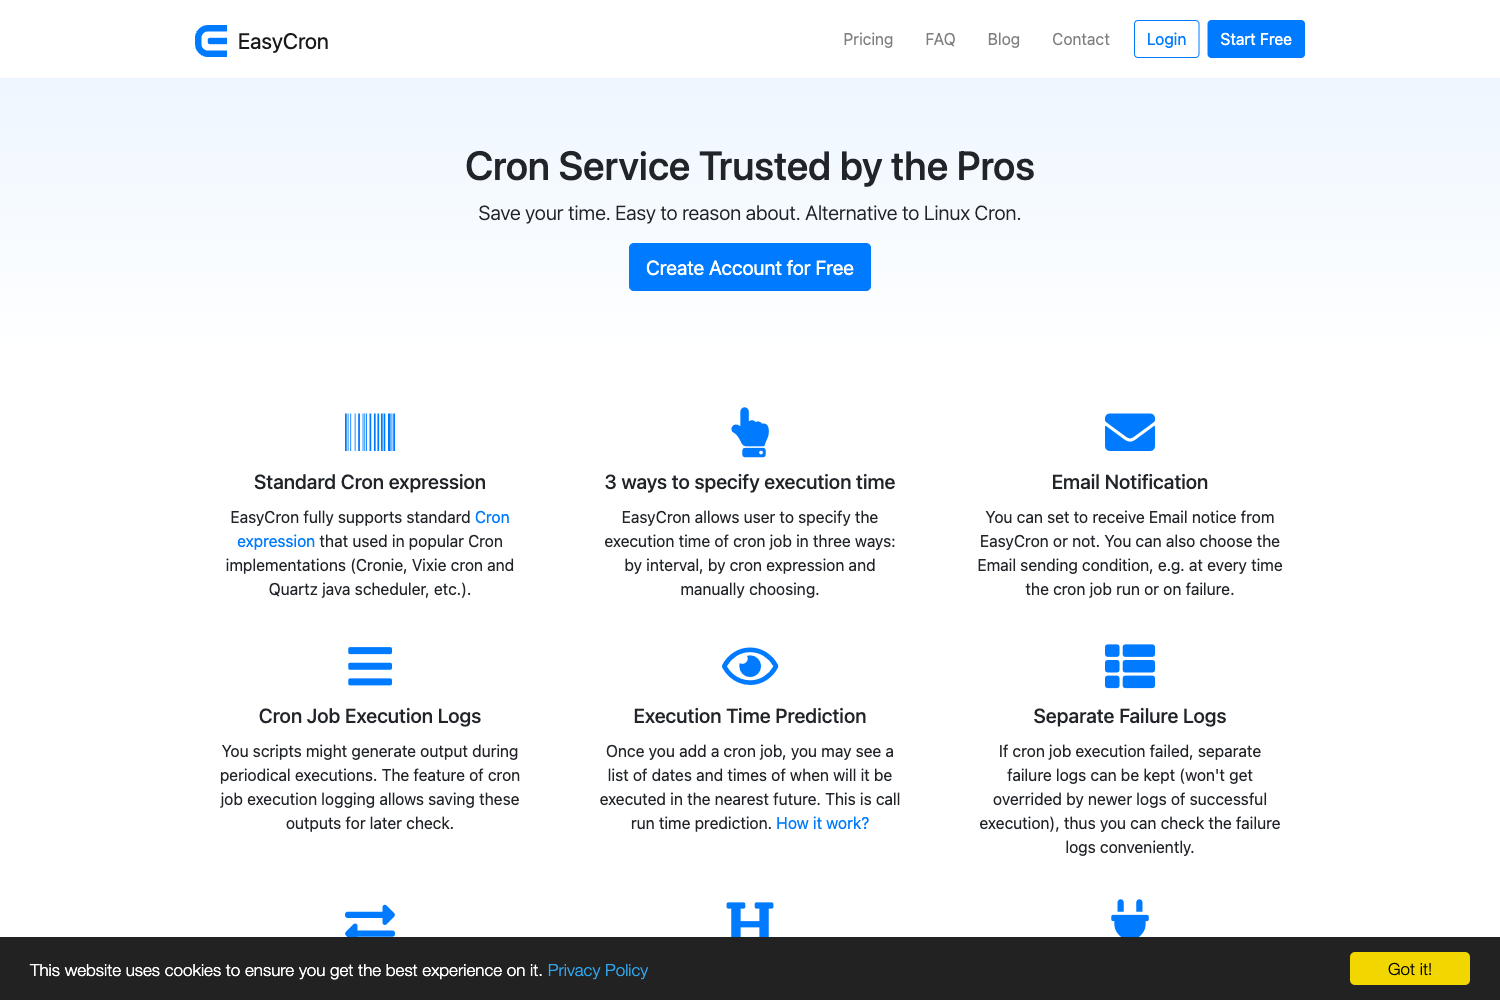 EasyCron
Pricing
FAQ
Blog
Contact
Login
Start Free
Cron Service Trusted by the Pros
Save your time. Easy to reason about. Alternative to Linux Cron.
Create Account for Free
Standard Cron expression
EasyCron fully supports standard Cron
expression that used in popular Cron
implementations (Cronie, Vixie cron and
Quartz java scheduler, etc.).
3 ways to specify execution time
EasyCron allows user to specify the
execution time of cron job in three ways:
by interval, by cron expression and
manually choosing.
Email Notification
You can set to receive Email notice from
EasyCron or not. You can also choose the
Email sending condition, e.g. at every time
the cron job run or on failure.
Cron Job Execution Logs
You scripts might generate output during
periodical executions. The feature of cron
job execution logging allows saving these
outputs for later check.
Execution Time Prediction
Once you add a cron job, you may see a
list of dates and times of when will it be
executed in the nearest future. This is call
run time prediction. How it work?
Separate Failure Logs
If cron job execution failed, separate
failure logs can be kept (won't get
overrided by newer logs of successful
execution), thus you can check the failure
logs conveniently.
This website uses cookies to ensure you get the best experience on it. Privacy Policy
Got it!